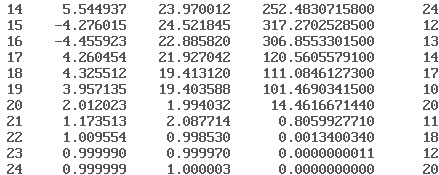 14 5.544937 23.970012 252.4830715800 24
15 -4.276015 24.521845 317.2702528500 12
16 -4.455923 22.885820 306.8553301500 13
17 4.260454 21.927042 120.5605579100 14
18 4.325512 19.413120 111.0846127300 17
19 3.957135 19.403588 101.4690341500 10
20 2.012023 1.994032 14.4616671440 20
21 1.173513 2.087714 0.8059927710 11
22 1.009554 0.998530 0.0013400340 18
23 0.999990 0.999970 0.0000000011 12
24 0.999999 1.000003 0.0000000000 20